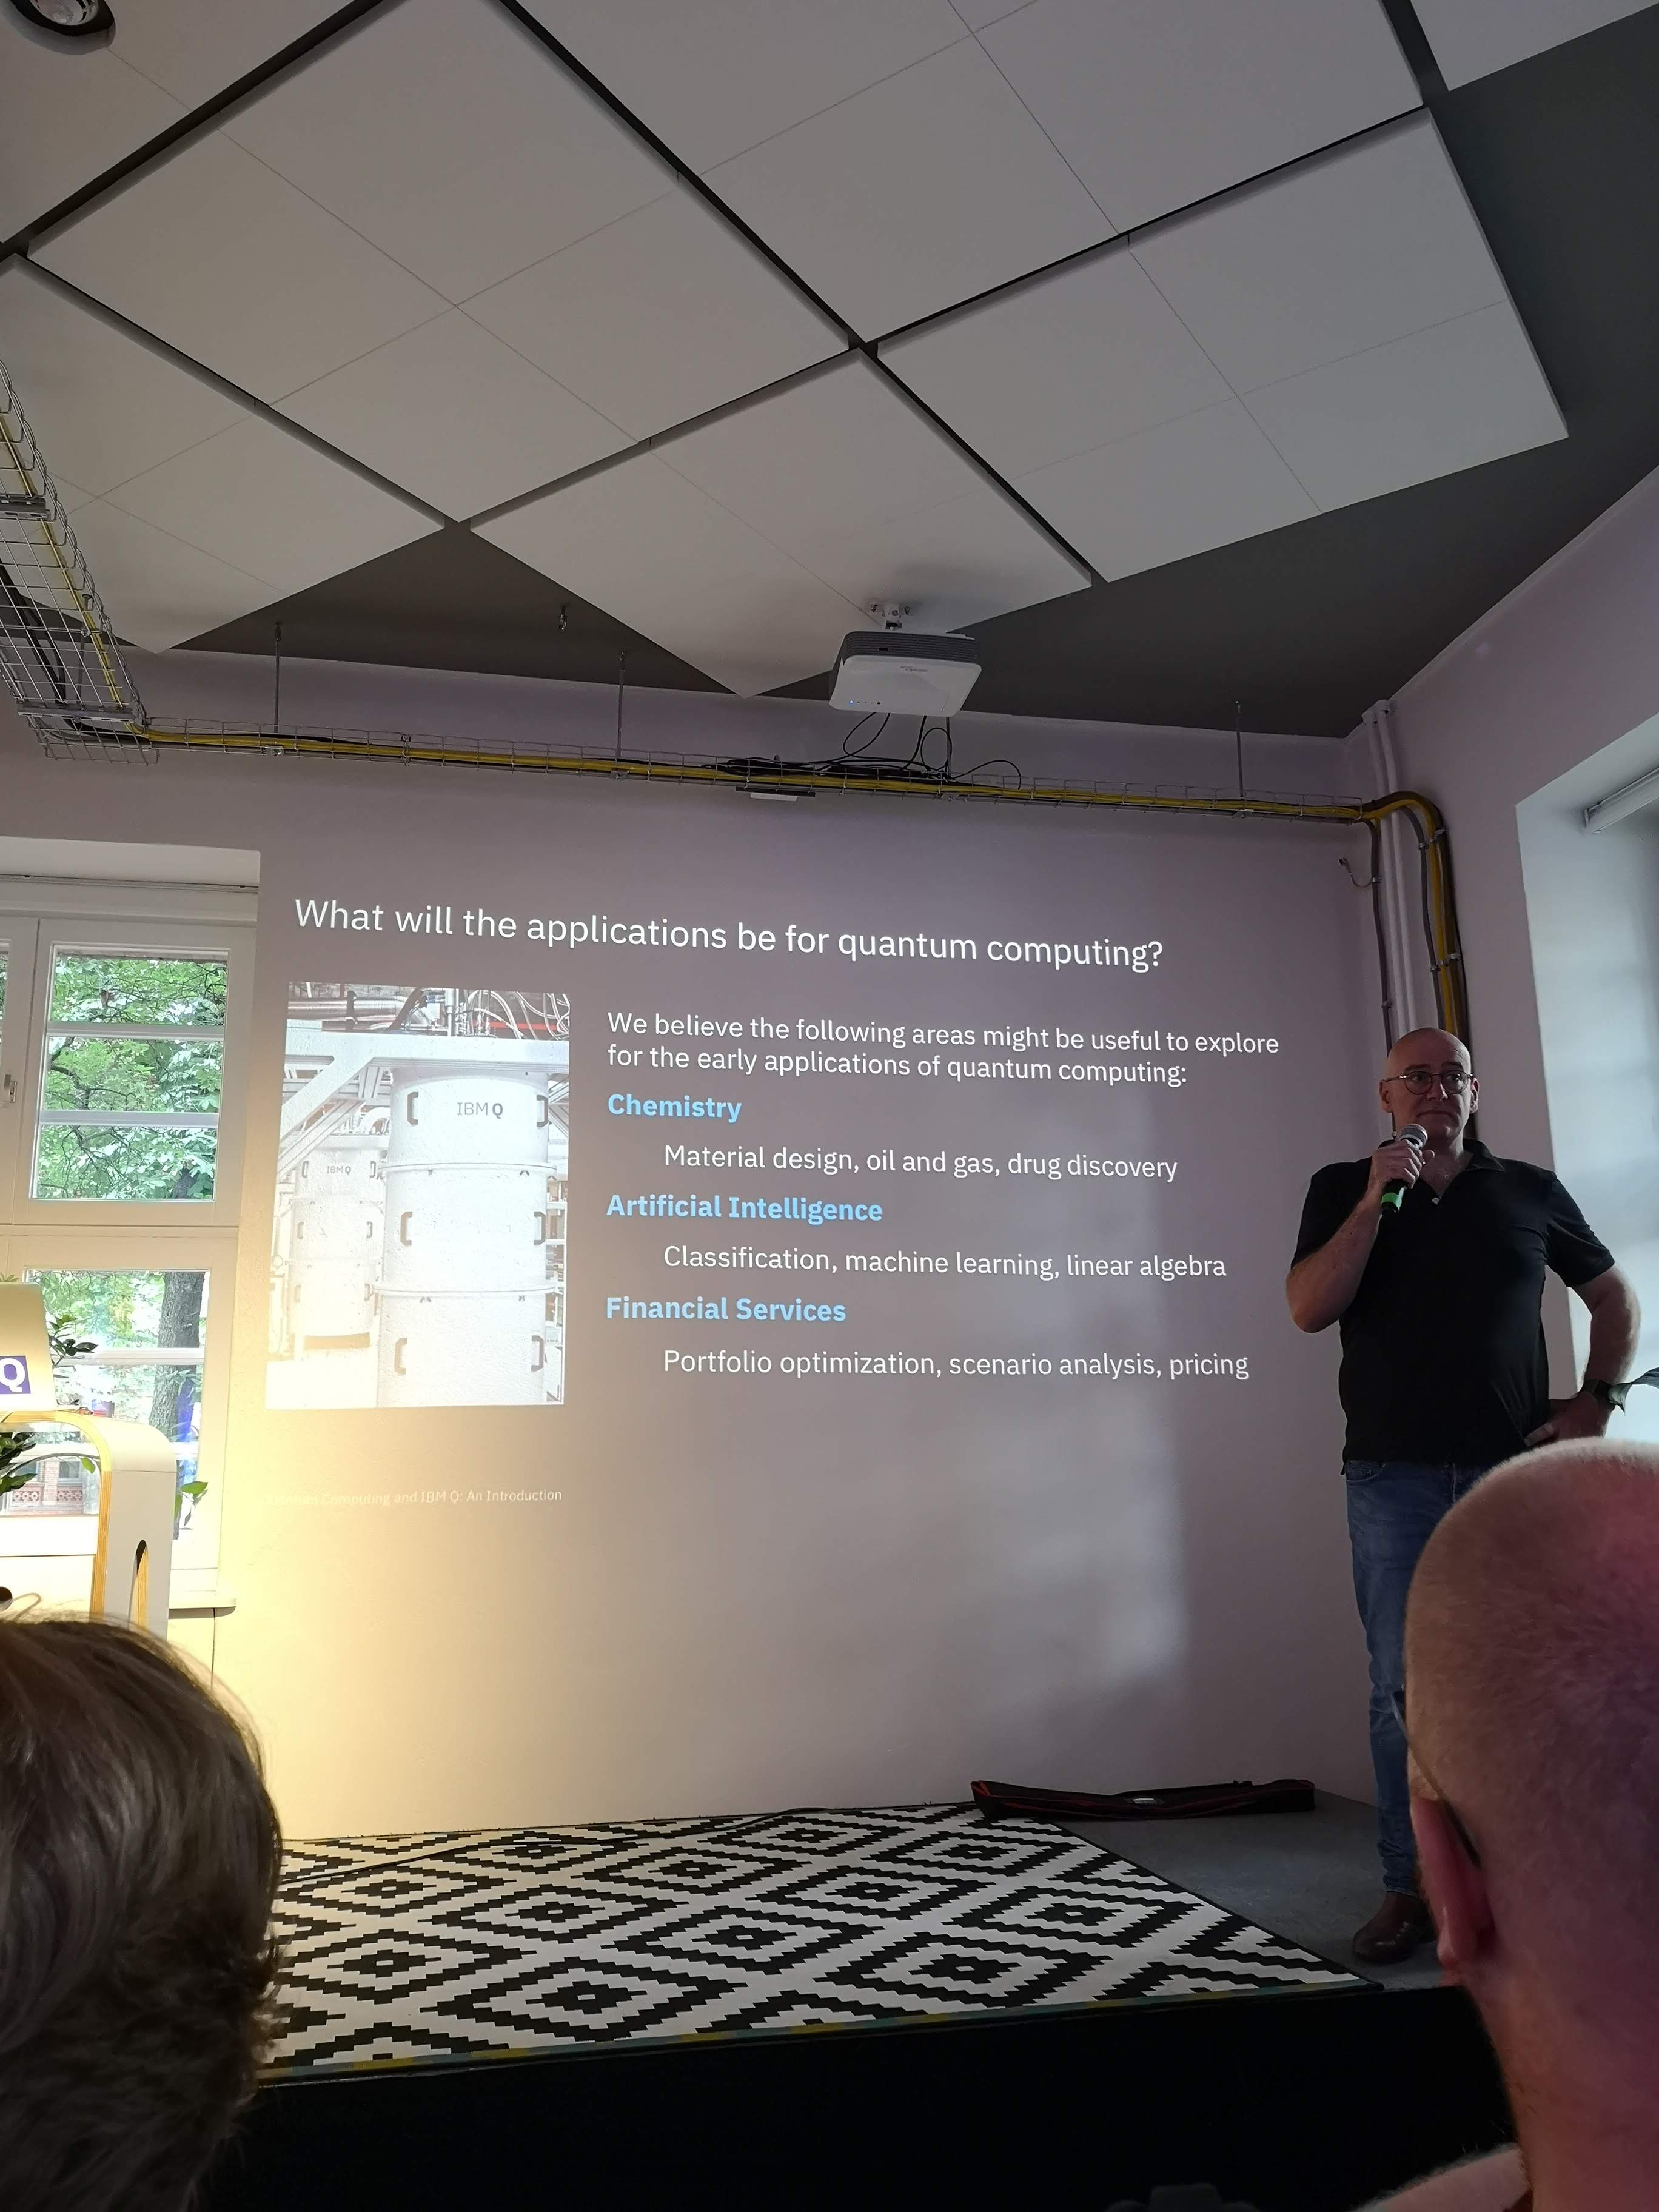 What will the applications be for quantum computing?
We believe the following areas might be useful to explore
for the early applications of quantum computing:
Chemistry
Material design, oil and gas, drug discovery
Artificial Intelligence
Classification, machine learning, linear algebra
Financial Services
Portfolio optimization, scenario analysis, pricing
IBM Q
IBM Q
Q
Computing and IBM Q: An Introduction